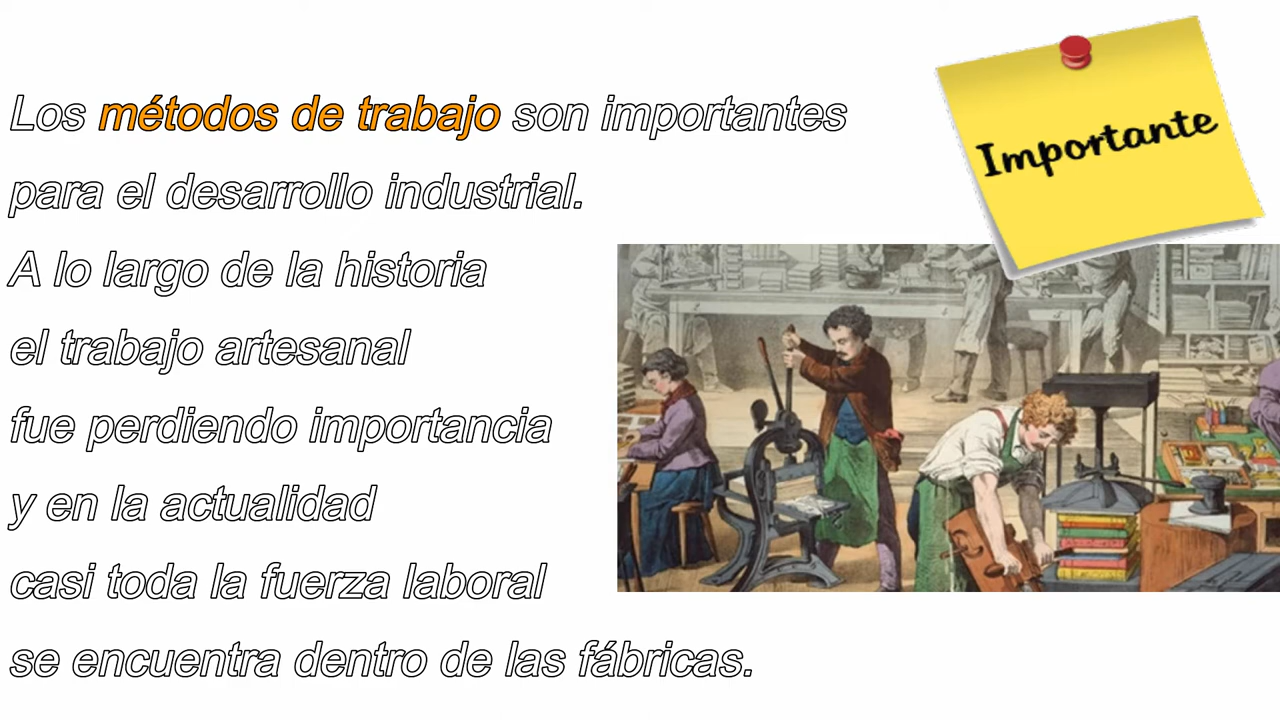 Los métodos de trabajo son importantes
para el desarrollo industrial.
A lo largo de la historia
el trabajo artesanal
fue perdiendo importancia
y en la actualidad
casi toda la fuerza laboral
se encuentra dentro de las fábricas.
Importante